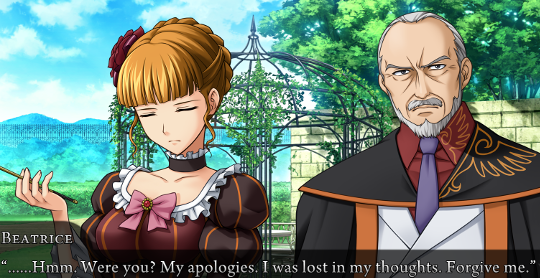 Beatrice
“......Hmm. Were you? My apologies. I was lost in my thoughts. Forgive me.”